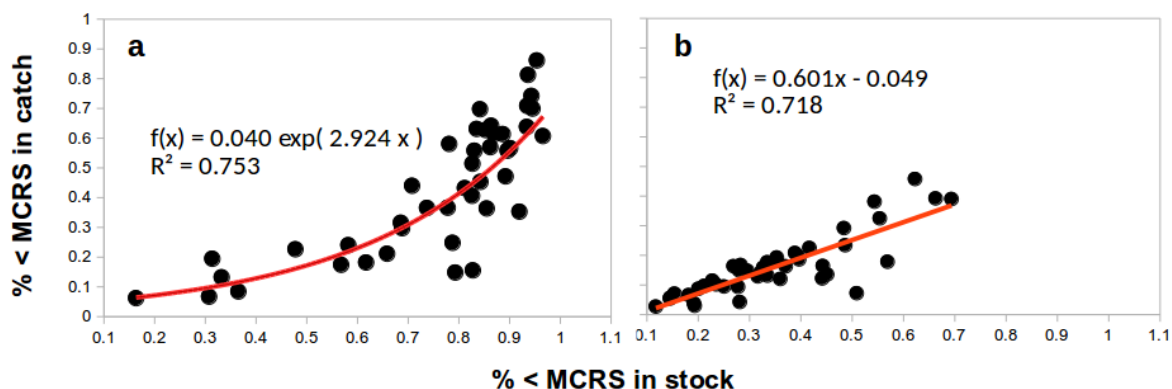 % < MCRS in catch
1
0.9
0.8
0.7
0.6
0.5
0.4
0.3
0.2
0.1
0
a
f(x) = 0.040 exp( 2.924 x )
R² = 0.753
0.1 0.2 0.3 0.4 0.5 0.6 0.7 0.8 0.9 1 1.1
b
f(x) = 0.601x - 0.049
R² = 0.718
0.1 0.2 0.3 0.4 0.5 0.6 0.7 0.8 0.9 1 1.1
% < MCRS in stock